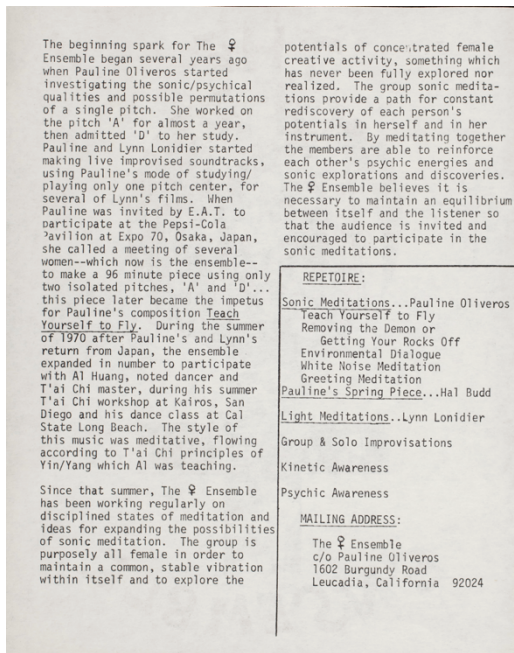 The beginning spark for The ♀
Ensemble began several years ago
when Pauline Oliveros started
investigating the sonic/psychical
qualities and possible permutations
of a single pitch.  She worked on
the pitch 'A' for almost a year,
then admitted 'D' to her study.
Pauline and Lynn Lonidier started
making live improvised soundtracks,
using Pauline's mode of studying/
playing only one pitch center, for
several of Lynn's films.  When
Pauline was invited by E.A.T. to
participate at the Pepsi-Cola
Pavilion at Expo 70, Osaka, Japan,
she called a meeting of several
women--which now is the ensemble--
to make a 96 minute piece using only
two isolated pitches, 'A' and 'D'...
this piece later became the impetus
for Pauline's composition Teach
Yourself to Fly.  During the summer
of 1970 after Pauline's and Lynn's
return from Japan, the ensemble
expanded in number to participate
with Al Huang, noted dancer and
T'ai Chi master, during his summer
T'ai Chi workshop at Kairos, San
Diego and his dance class at Cal
State Long Beach.  The style of
this music was meditative, flowing
according to T'ai Chi principles of
Yin/Yang which Al was teaching.
Since that summer, The ♀ Ensemble
has been working regularly on
disciplined states of meditation and
ideas for expanding the possibilities
of sonic meditation.  The group is
purposely all female in order to
maintain a common, stable vibration
within itself and to explore the
potentials of concentrated female
creative activity, something which
has never been fully explored nor
realized.  The group sonic medita-
tions provide a path for constant
rediscovery of each person's
potentials in herself and in her
instrument.  By meditating together
the members are able to reinforce
each other's psychic energies and
sonic explorations and discoveries.
The ♀ Ensemble believes it is
necessary to maintain an equilibrium
between itself and the listener so
that the audience is invited and
encouraged to participate in the
sonic meditations.
REPETOIRE:
Sonic Meditations...Pauline Oliveros
Teach Yourself to Fly
Removing the Demon or
Getting Your Rocks Off
Environmental Dialogue
White Noise Meditation
Greeting Meditation
Pauline's Spring Piece...Hal Budd
Light Meditations..Lynn Lonidier
Group & Solo Improvisations
Kinetic Awareness
Psychic Awareness
MAILING ADDRESS:
The ♀ Ensemble
c/o Pauline Oliveros
1602 Burgundy Road
Leucadia, California  92024